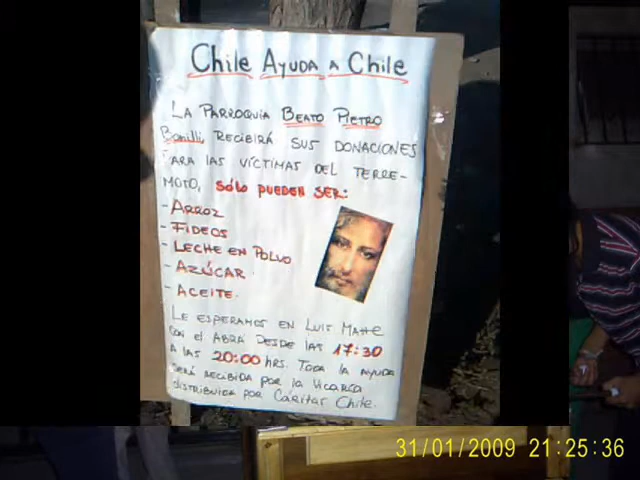 Chile Ayuda a Chile
La Parroquia Beato Pietro
Bonilli, recibirá sus donaciones
para las víctimas del terre-
moto, sólo pueden ser:
- Arroz
- Fideos
- Leche en polvo
- Azúcar
- Aceite.
Le esperamos en Luis Matte
con el Abra desde las 17:30
a las 20:00 hrs. Toda la ayuda
será recibida por la Vicaría
distribuida por Cáritas Chile.
31/01/2009 21:25:36